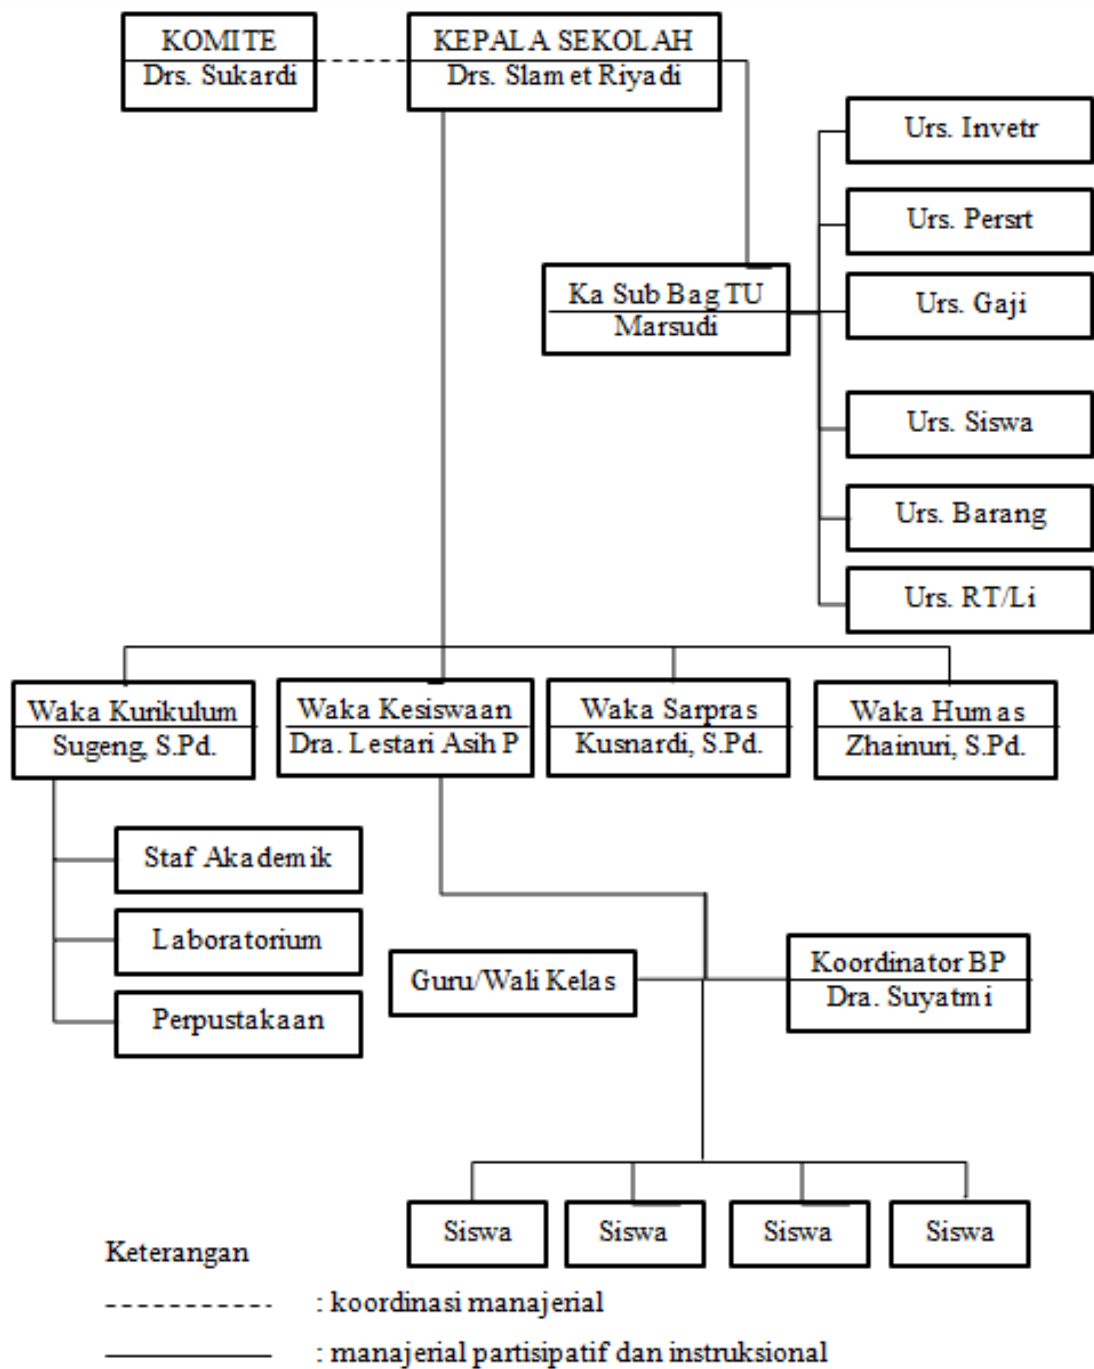 KOMITE
Drs. Sukardi
KEPALA SEKOLAH
Drs. Slamet Riyadi
Urs. Invetr
Urs. Persrt
Ka Sub Bag TU
Marsudi
Urs. Gaji
Urs. Siswa
Urs. Barang
Urs. RT/Li
Waka Kurikulum
Sugeng, S.Pd.
Waka Kesiswaan
Dra. Lestari Asih P
Waka Sarpras
Kusnardi, S.Pd.
Waka Humas
Zhainuri, S.Pd.
Staf Akademik
Laboratorium
Perpustakaan
Guru/Wali Kelas
Koordinator BP
Dra. Suyatmi
Siswa
Siswa
Siswa
Siswa
Keterangan
: koordinasi manajerial
: manajerial partisipatif dan instruksional